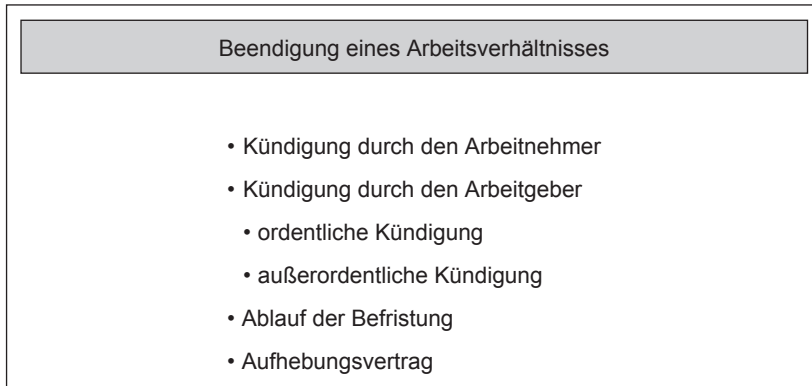 Beendigung eines Arbeitsverhältnisses
• Kündigung durch den Arbeitnehmer
• Kündigung durch den Arbeitgeber
• ordentliche Kündigung
• außerordentliche Kündigung
• Ablauf der Befristung
• Aufhebungsvertrag